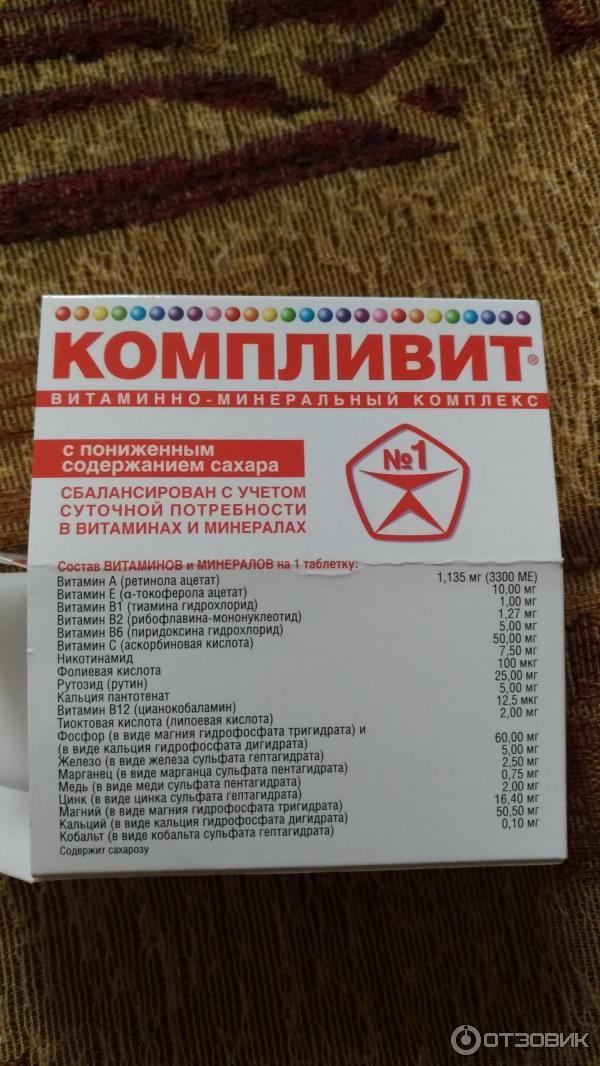 КОМПЛИВИТ®
ВИТАМИННО-МИНЕРАЛЬНЫЙ КОМПЛЕКС
с пониженным
содержанием сахара
№1
СБАЛАНСИРОВАН С УЧЕТОМ
СУТОЧНОЙ ПОТРЕБНОСТИ
В ВИТАМИНАХ И МИНЕРАЛАХ
Состав ВИТАМИНОВ и МИНЕРАЛОВ на 1 таблетку:
Витамин А (ретинола ацетат) 1,135 мг (3300 МЕ)
Витамин Е (α-токоферола ацетат) 10,00 мг
Витамин В1 (тиамина гидрохлорид) 1,00 мг
Витамин В2 (рибофлавина-мононуклеотид) 1,27 мг
Витамин В6 (пиридоксина гидрохлорид) 5,00 мг
Витамин С (аскорбиновая кислота) 50,00 мг
Никотинамид 7,50 мг
Фолиевая кислота 100 мкг
Рутозид (рутин) 25,00 мг
Кальция пантотенат 5,00 мг
Витамин В12 (цианокобаламин) 12,5 мкг
Тиоктовая кислота (липоевая кислота) 2,00 мг
Фосфор (в виде магния гидрофосфата тригидрата) и
(в виде кальция гидрофосфата дигидрата) 60,00 мг
Железо (в виде железа сульфата гептагидрата) 5,00 мг
Марганец (в виде марганца сульфата пентагидрата) 2,50 мг
Медь (в виде меди сульфата пентагидрата) 0,75 мг
Цинк (в виде цинка сульфата гептагидрата) 2,00 мг
Магний (в виде магния гидрофосфата тригидрата) 16,40 мг
Кальций (в виде кальция гидрофосфата дигидрата) 50,50 мг
Кобальт (в виде кобальта сульфата гептагидрата) 0,10 мг
Содержит сахарозу
ОТЗОВИК